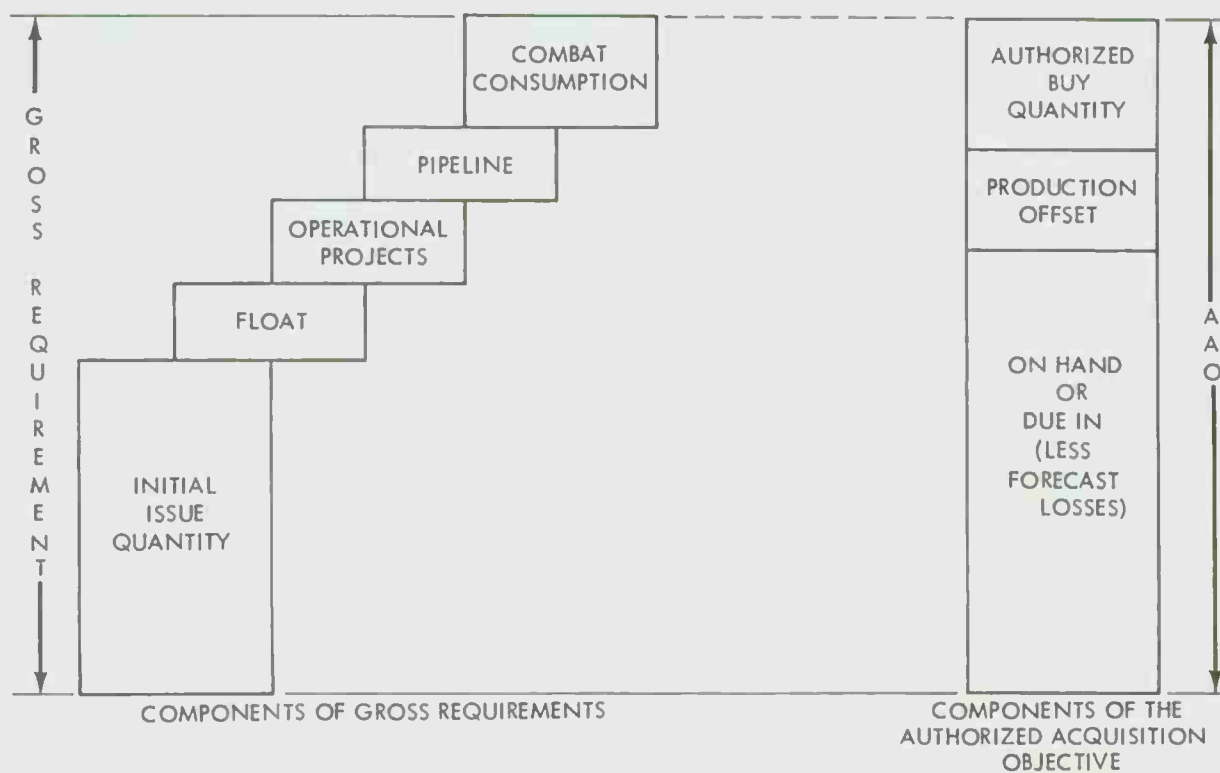 GROSS REQUIREMENT
COMBAT
CONSUMPTION
PIPELINE
OPERATIONAL
PROJECTS
FLOAT
INITIAL
ISSUE
QUANTITY
COMPONENTS OF GROSS REQUIREMENTS
AUTHORIZED
BUY
QUANTITY
PRODUCTION
OFFSET
ON HAND
OR
DUE IN
(LESS
FORECAST
LOSSES)
AAO
COMPONENTS OF THE
AUTHORIZED ACQUISITION
OBJECTIVE